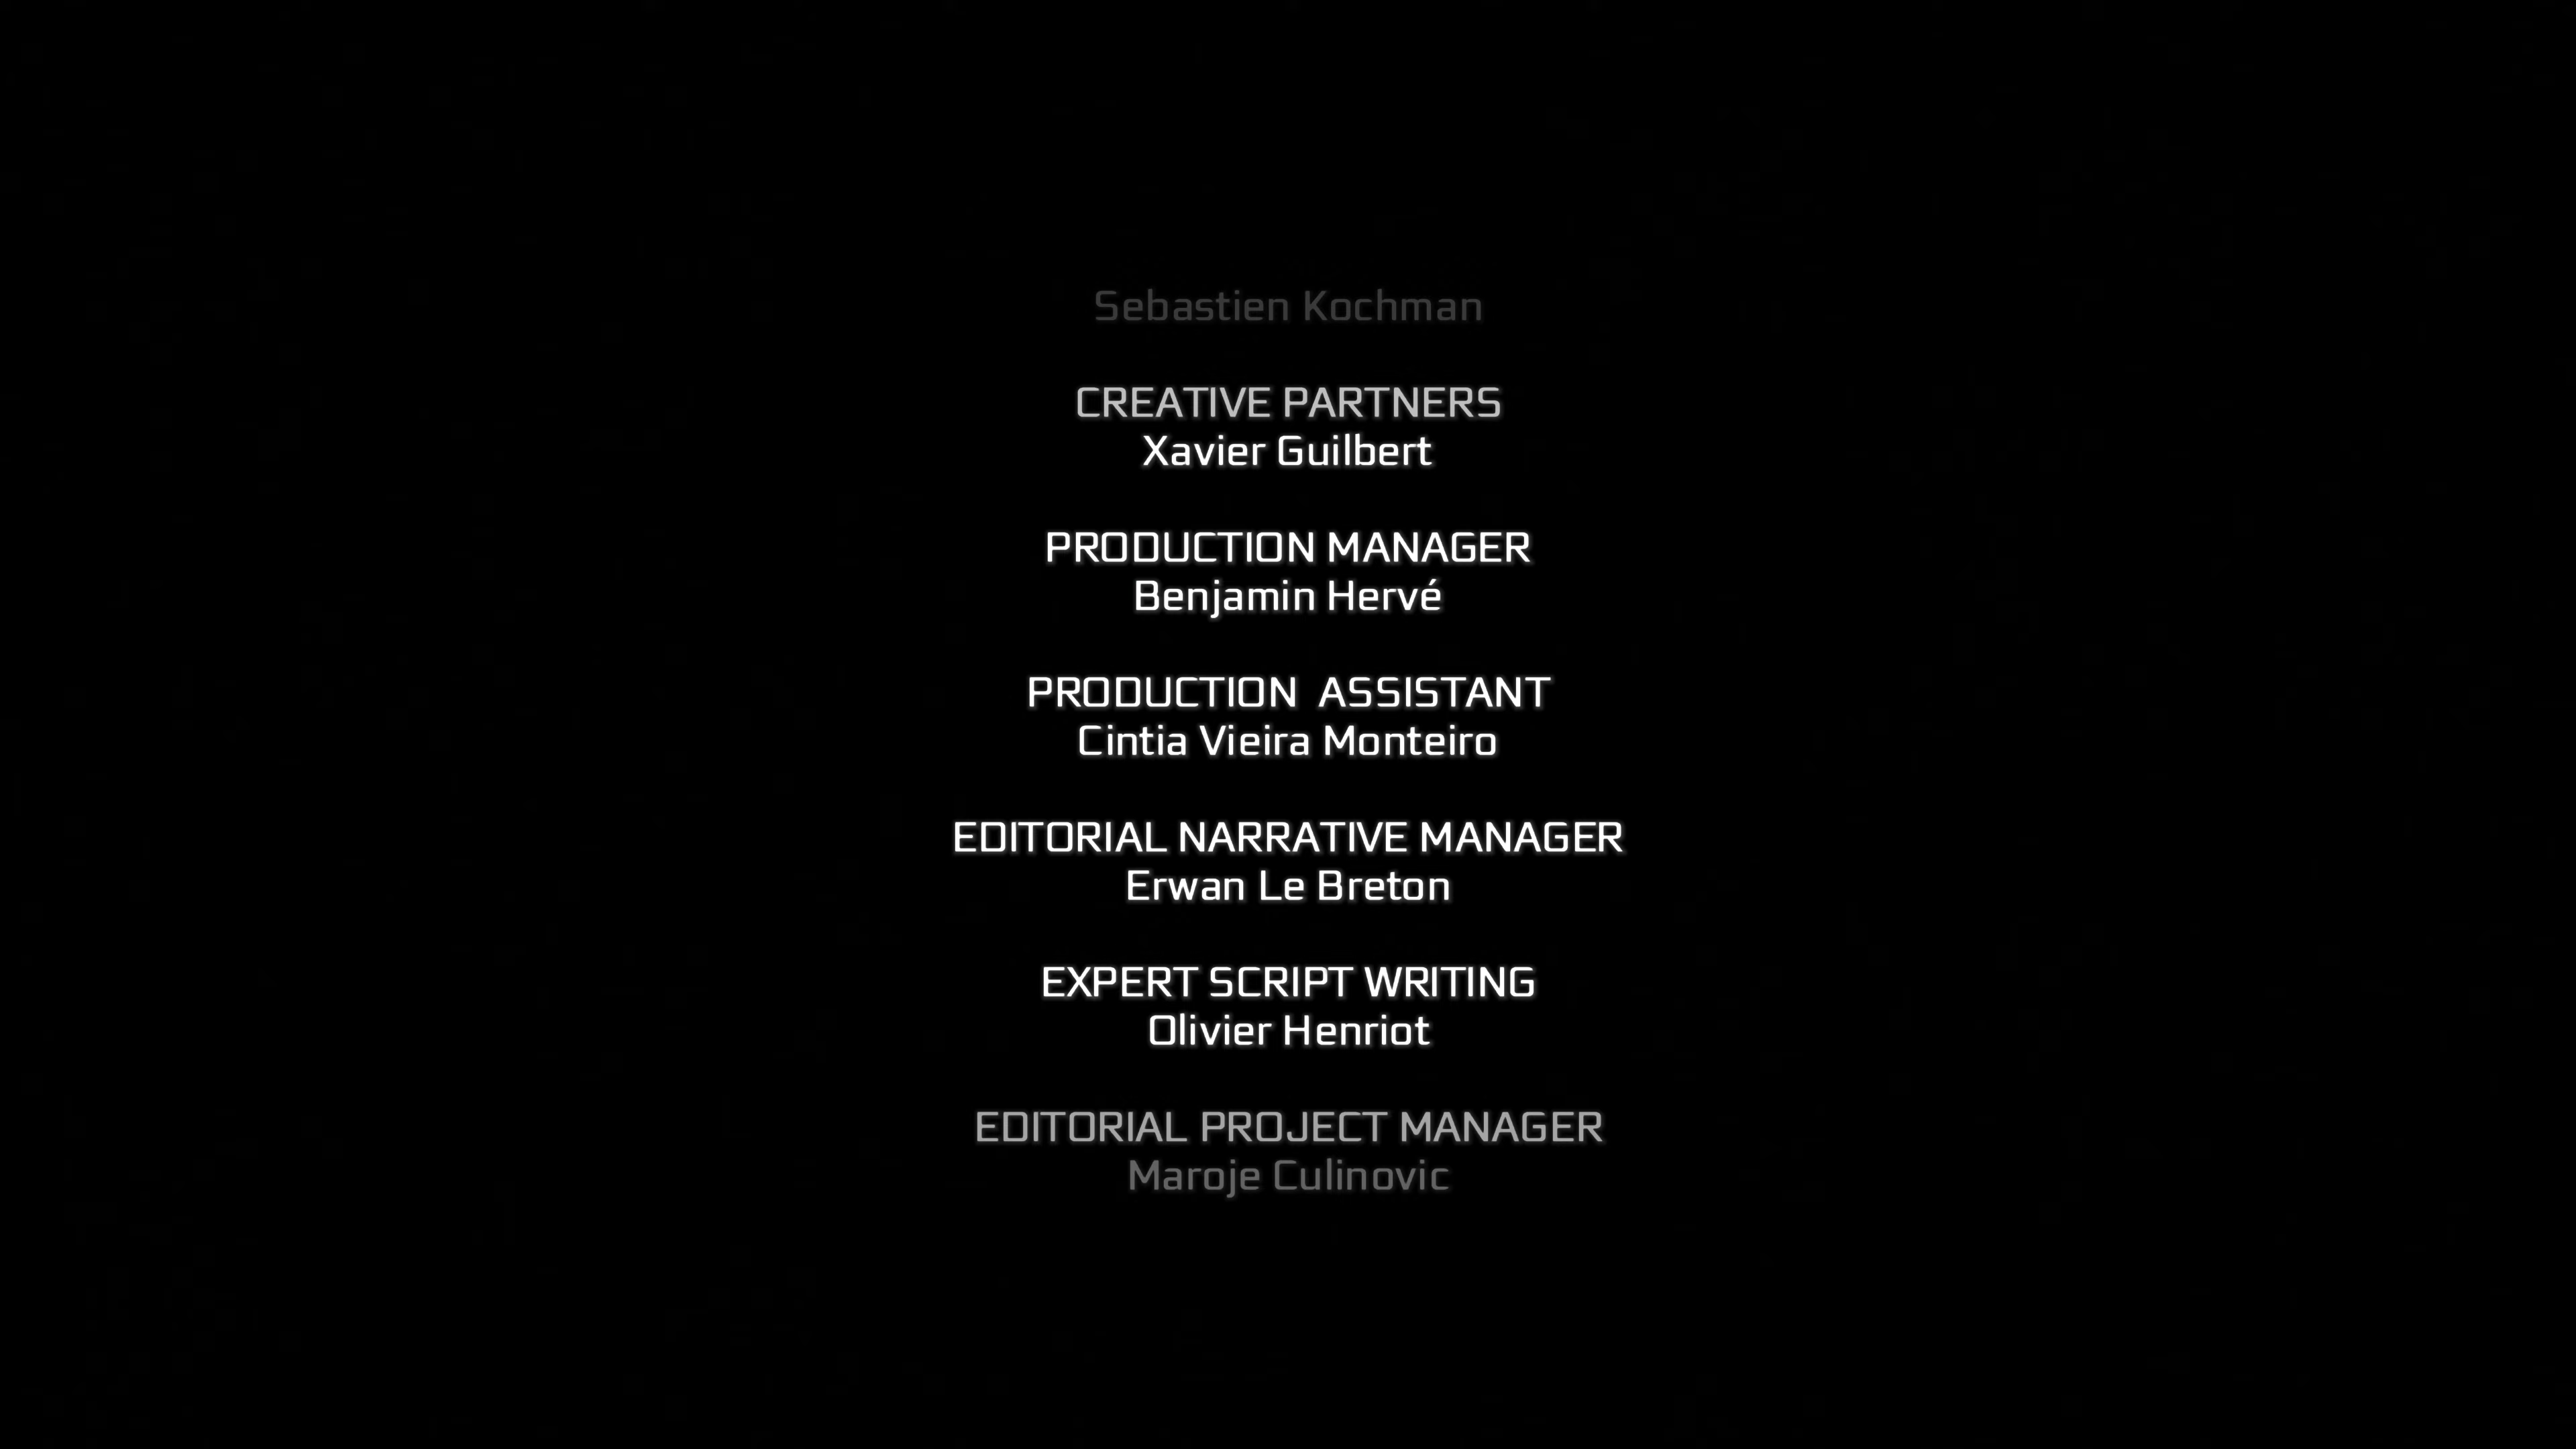 Sebastien Kochman
CREATIVE PARTNERS
Xavier Guilbert
PRODUCTION MANAGER
Benjamin Hervé
PRODUCTION  ASSISTANT
Cintia Vieira Monteiro
EDITORIAL NARRATIVE MANAGER
Erwan Le Breton
EXPERT SCRIPT WRITING
Olivier Henriot
EDITORIAL PROJECT MANAGER
Maroje Culinovic